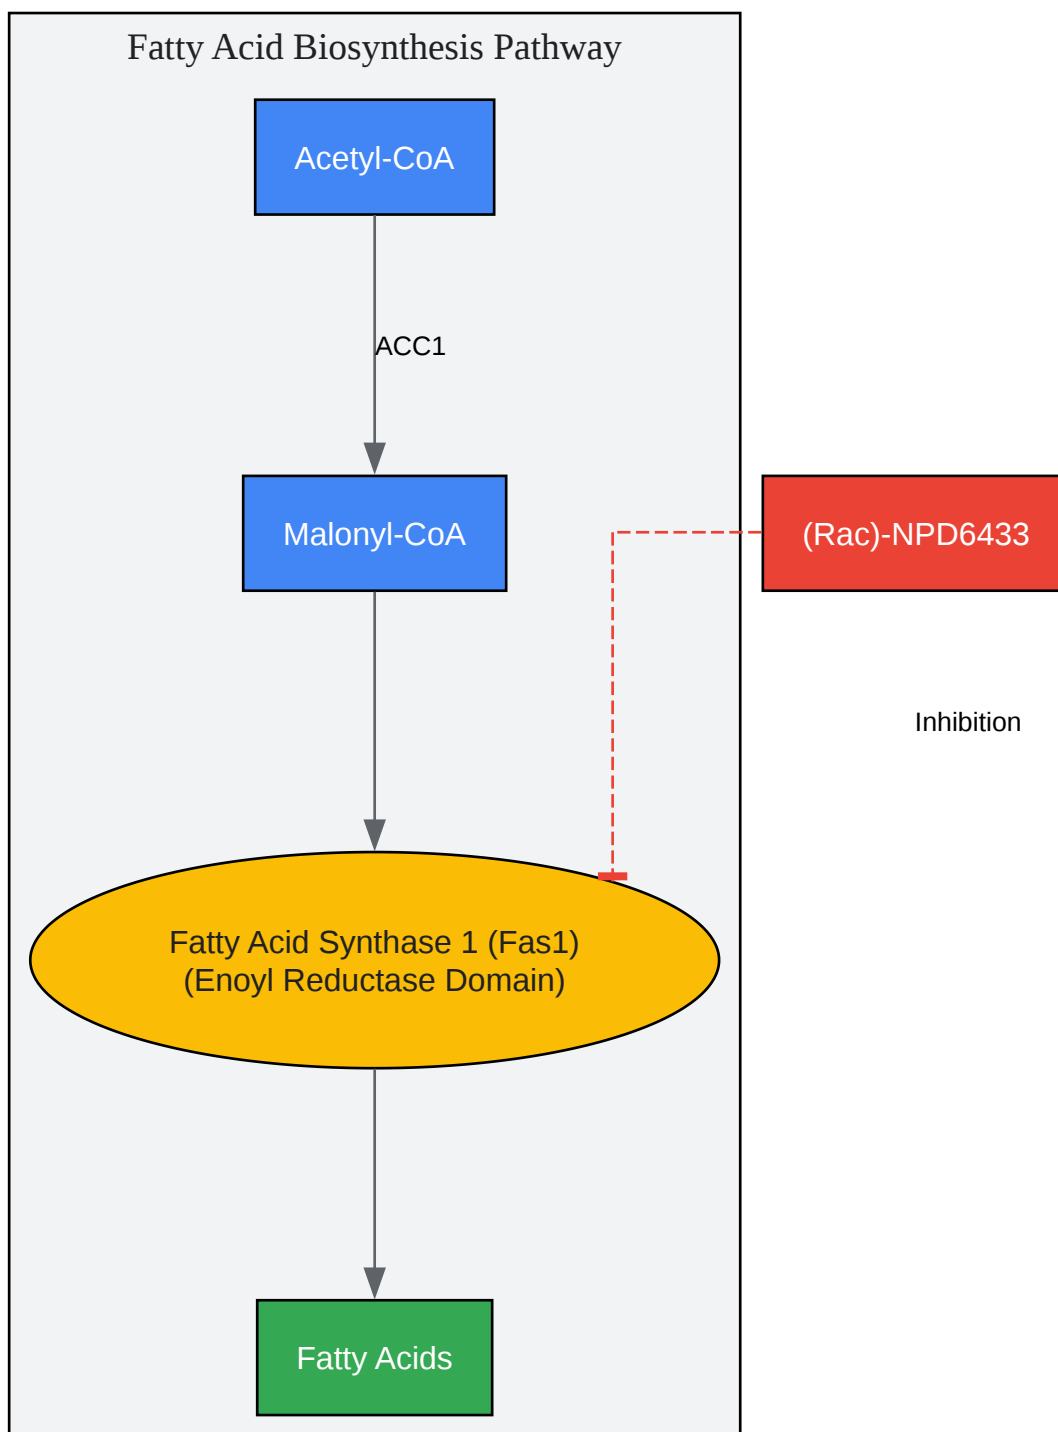 Fatty Acid Biosynthesis Pathway
Acetyl-CoA
ACC1
Malonyl-CoA
(Rac)-NPD6433
Inhibition
Fatty Acid Synthase 1 (Fas1)
(Enoyl Reductase Domain)
Fatty Acids